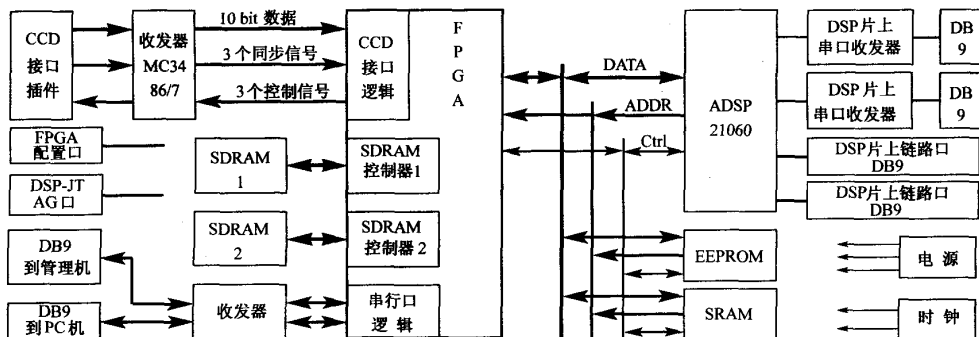 CCD
接口
插件
收发器
MC34
86/7
10 bit 数据
3个同步信号
3个控制信号
CCD
接口
逻辑
F
P
G
A
DATA
ADDR
Ctrl
ADSP
21060
DSP片上
串口收发器
DB
9
DSP片上
串口收发器
DB
9
DSP片上链路口
DB9
DSP片上链路口
DB9
FPGA
配置口
DSP-JT
AG口
SDRAM
1
SDRAM
控制器1
SDRAM
2
SDRAM
控制器2
DB9
到管理机
DB9
到PC机
收发器
串行口
逻辑
EEPROM
SRAM
电源
时钟